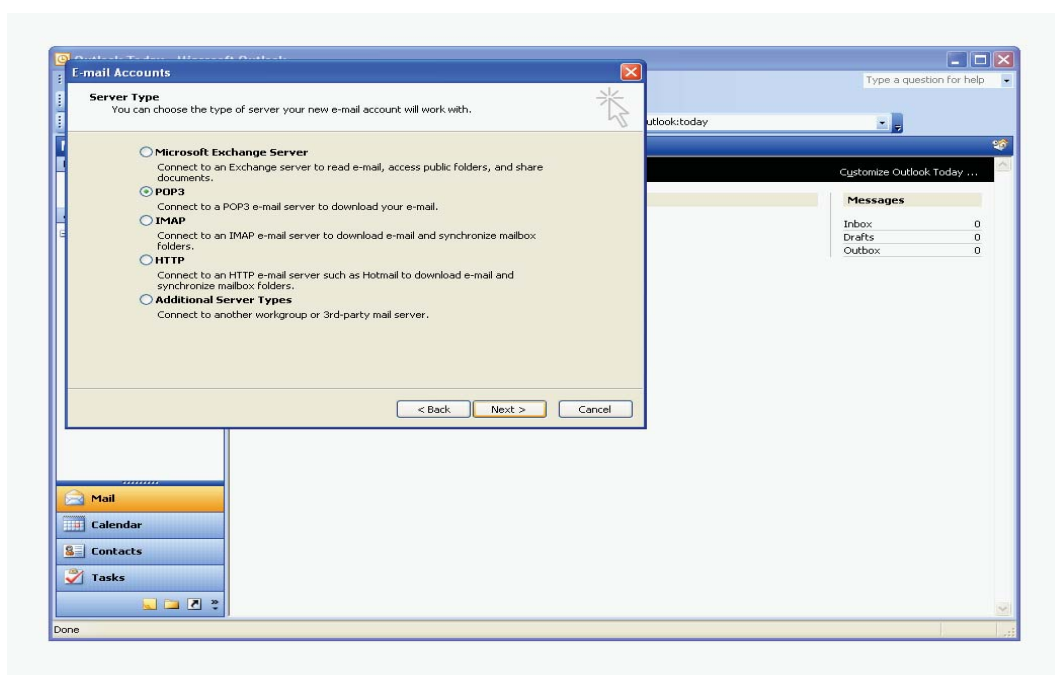 Outlook Today - Microsoft Outlook
E-mail Accounts
Type a question for help
Server Type
You can choose the type of server your new e-mail account will work with.
utlook:today
Microsoft Exchange Server
Connect to an Exchange server to read e-mail, access public folders, and share
documents.
POP3
Connect to a POP3 e-mail server to download your e-mail.
IMAP
Connect to an IMAP e-mail server to download e-mail and synchronize mailbox
folders.
HTTP
Connect to an HTTP e-mail server such as Hotmail to download e-mail and
synchronize mailbox folders.
Additional Server Types
Connect to another workgroup or 3rd-party mail server.
< Back Next > Cancel
Customize Outlook Today ...
Messages
Inbox 0
Drafts 0
Outbox 0
Mail
Calendar
Contacts
Tasks
Done